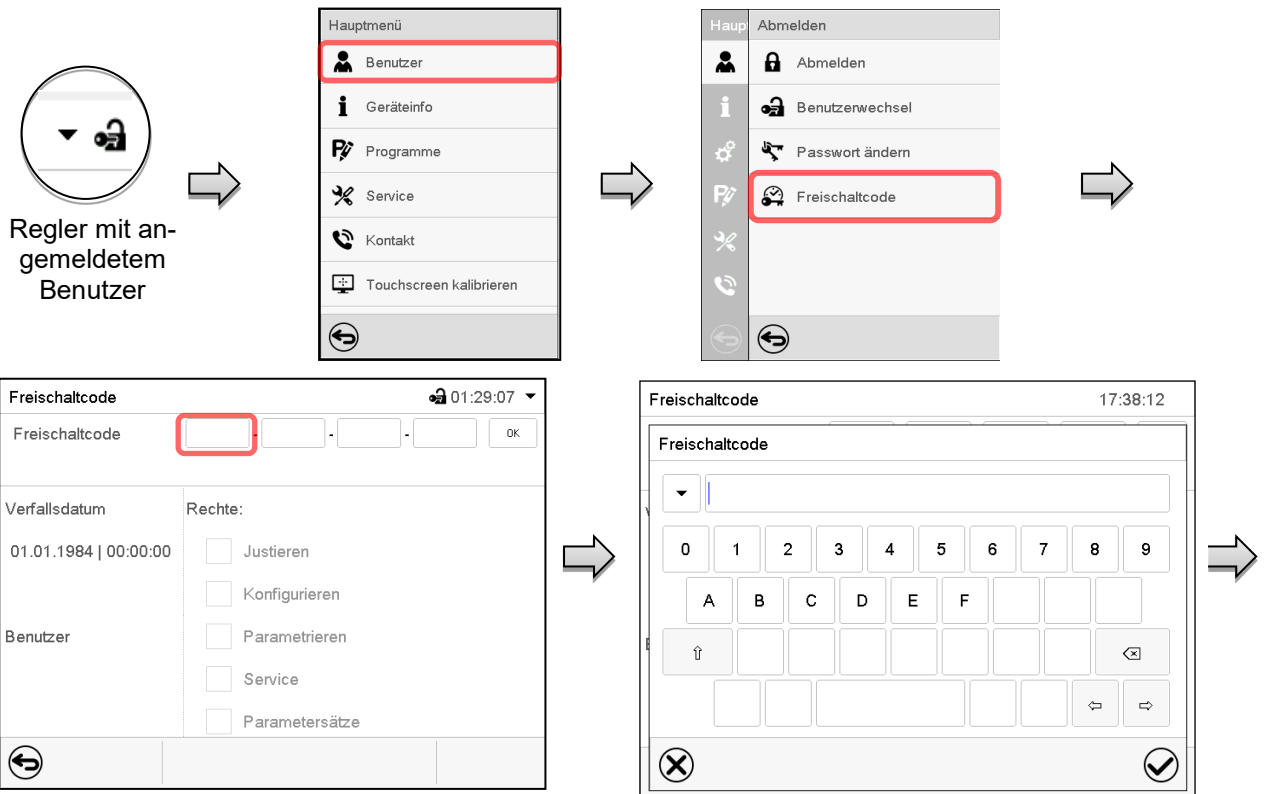 Regler mit an-
gemeldetem
Benutzer
Hauptmenü
Benutzer
Geräteinfo
Programme
Service
Kontakt
Touchscreen kalibrieren
Haup
Abmelden
Abmelden
Benutzerwechsel
Passwort ändern
Freischaltcode
Freischaltcode 01:29:07
Freischaltcode - - - OK
Verfallsdatum Rechte:
01.01.1984 | 00:00:00 Justieren
Konfigurieren
Benutzer Parametrieren
Service
Parametersätze
Freischaltcode 17:38:12
Freischaltcode
0 1 2 3 4 5 6 7 8 9
A B C D E F